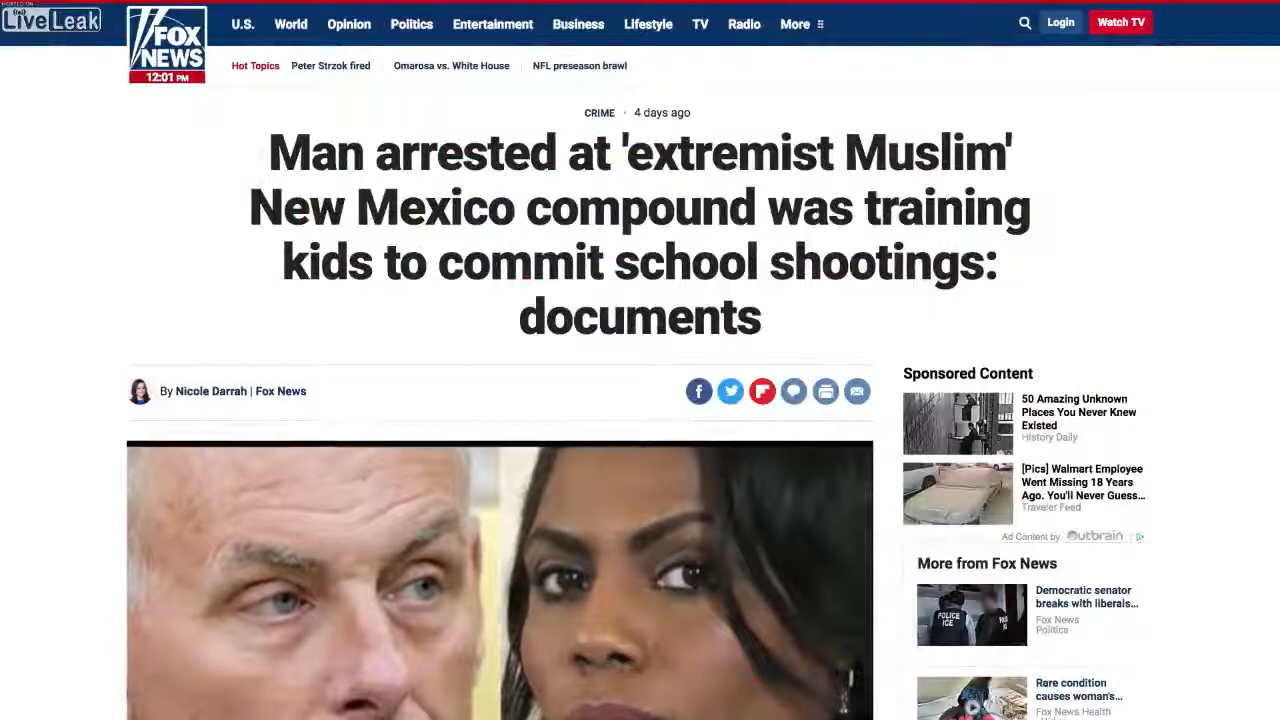 POSTED ON
LiveLeak
FOX
NEWS
12:01 PM
U.S. World Opinion Politics Entertainment Business Lifestyle TV Radio More
Login
Watch TV
Hot Topics Peter Strzok fired Omarosa vs. White House NFL preseason brawl
CRIME · 4 days ago
Man arrested at 'extremist Muslim'
New Mexico compound was training
kids to commit school shootings:
documents
By Nicole Darrah | Fox News
Sponsored Content
50 Amazing Unknown
Places You Never Knew
Existed
History Daily
[Pics] Walmart Employee
Went Missing 18 Years
Ago. You'll Never Guess...
Traveler Feed
Ad Content by Outbrain
More from Fox News
POLICE
ICE
Democratic senator
breaks with liberals...
Fox News
Politics
Rare condition
causes woman's...
Fox News Health